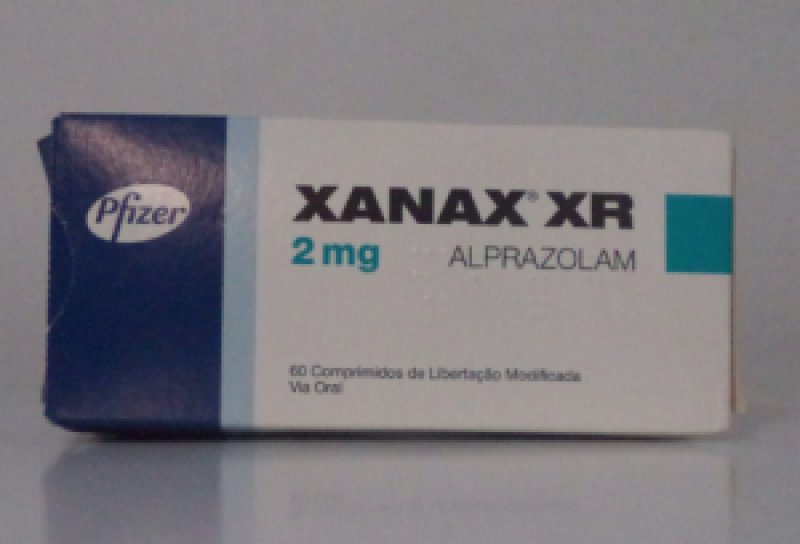 Pfizer
XANAX® XR
2 mg ALPRAZOLAM
60 Comprimidos de Libertação Modificada
Via Oral